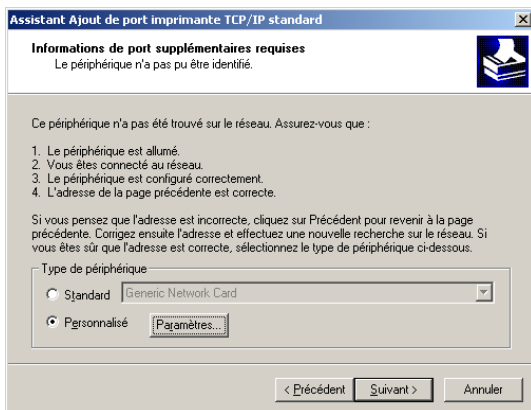 Assistant Ajout de port imprimante TCP/IP standard
Informations de port supplémentaires requises
Le périphérique n'a pas pu être identifié.
Ce périphérique n'a pas été trouvé sur le réseau. Assurez-vous que :
1. Le périphérique est allumé.
2. Vous êtes connecté au réseau.
3. Le périphérique est configuré correctement.
4. L'adresse de la page précédente est correcte.
Si vous pensez que l'adresse est incorrecte, cliquez sur Précédent pour revenir à la page
précédente. Corrigez ensuite l'adresse et effectuez une nouvelle recherche sur le réseau. Si
vous êtes sûr que l'adresse est correcte, sélectionnez le type de périphérique ci-dessous.
Type de périphérique
Standard Generic Network Card
Personnalisé Paramètres...
< Précédent Suivant > Annuler